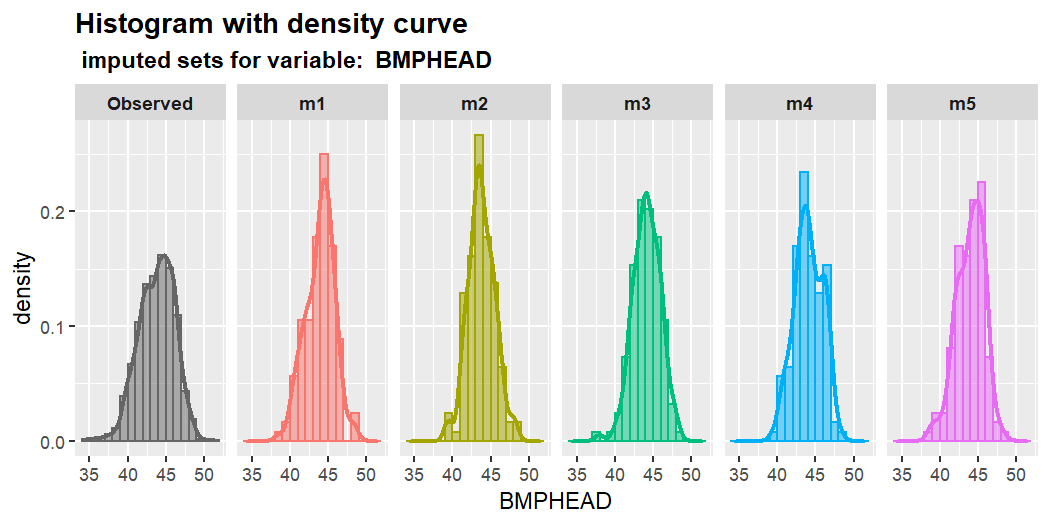 Histogram with density curve
imputed sets for variable:  BMPHEAD
Observed m1 m2 m3 m4 m5
density
0.2
0.1
0.0
35 40 45 50 35 40 45 50 35 40 45 50 35 40 45 50 35 40 45 50 35 40 45 50
BMPHEAD